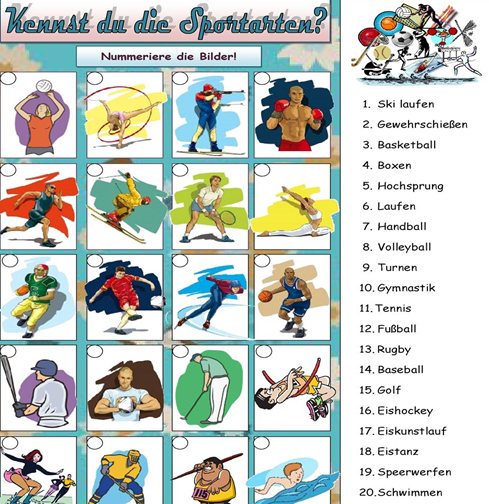 Kennst du die Sportarten?
Nummeriere die Bilder!
1. Ski laufen
2. Gewehrschießen
3. Basketball
4. Boxen
5. Hochsprung
6. Laufen
7. Handball
8. Volleyball
9. Turnen
10. Gymnastik
11. Tennis
12. Fußball
13. Rugby
14. Baseball
15. Golf
16. Eishockey
17. Eiskunstlauf
18. Eistanz
19. Speerwerfen
20. Schwimmen
115